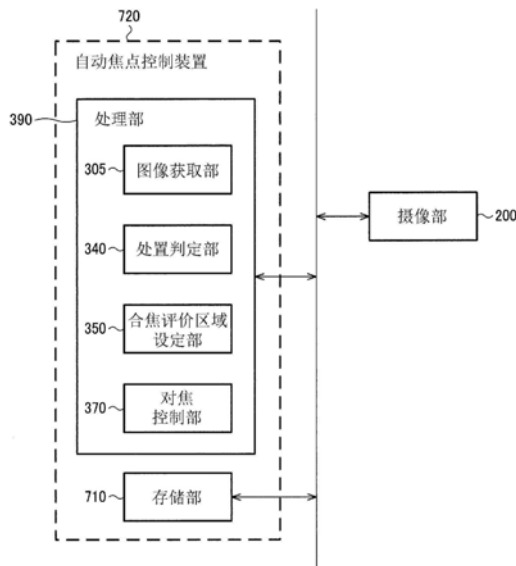 720
自动焦点控制装置
390
处理部
305
图像获取部
340
处置判定部
350
合焦评价区域
设定部
370
对焦
控制部
710
存储部
摄像部
200